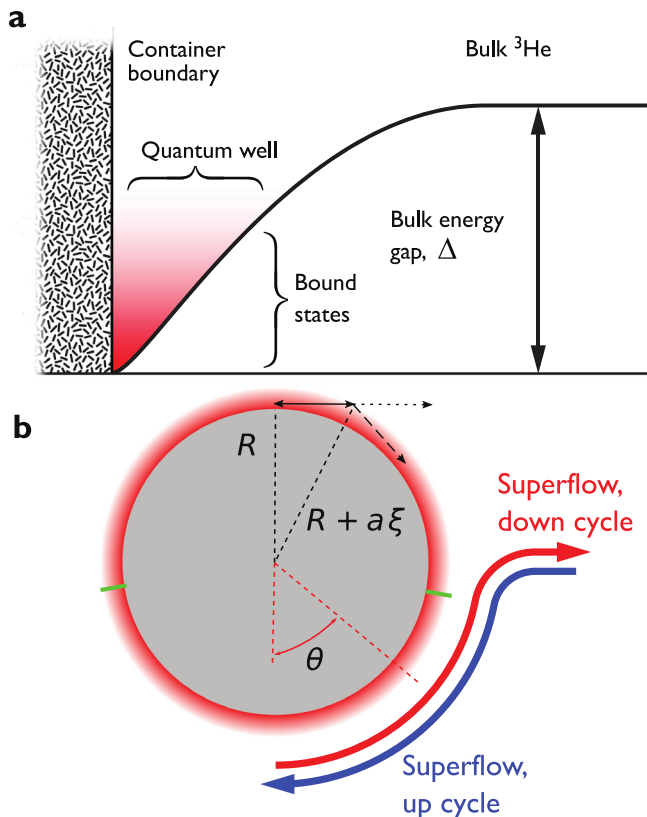 a
Container
boundary
Bulk ³He
Quantum well
Bulk energy
gap, Δ
Bound
states
b
R
R + aξ
θ
Superflow,
down cycle
Superflow,
up cycle